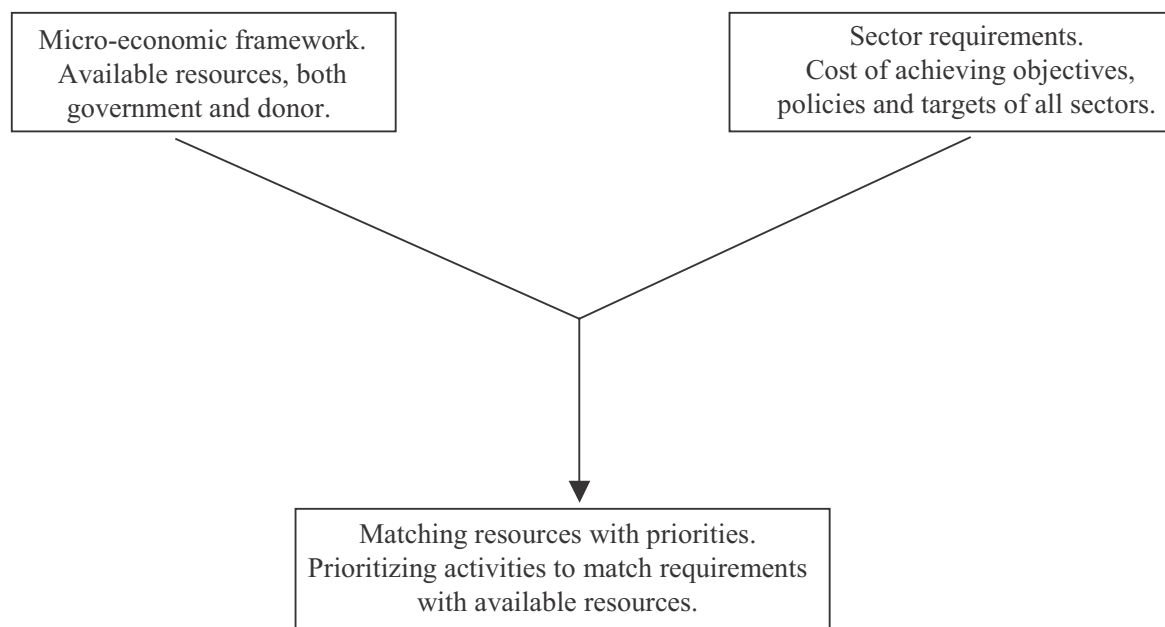 Micro-economic framework.
Available resources, both
government and donor.
Sector requirements.
Cost of achieving objectives,
policies and targets of all sectors.
Matching resources with priorities.
Prioritizing activities to match requirements
with available resources.